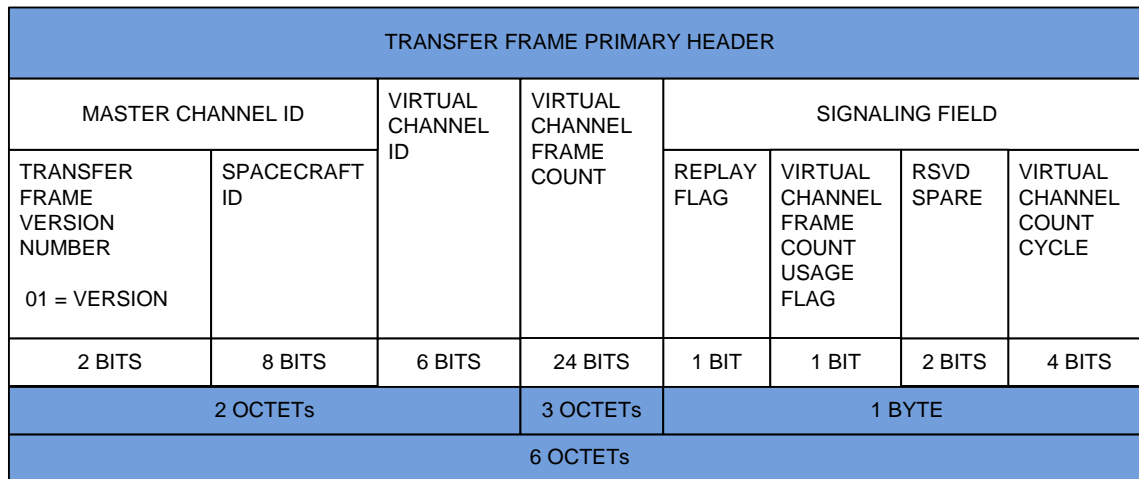 TRANSFER FRAME PRIMARY HEADER
MASTER CHANNEL ID
VIRTUAL
CHANNEL
ID
VIRTUAL
CHANNEL
FRAME
COUNT
SIGNALING FIELD
TRANSFER
FRAME
VERSION
NUMBER
01 = VERSION
SPACECRAFT
ID
REPLAY
FLAG
VIRTUAL
CHANNEL
FRAME
COUNT
USAGE
FLAG
RSVD
SPARE
VIRTUAL
CHANNEL
COUNT
CYCLE
2 BITS
8 BITS
6 BITS
24 BITS
1 BIT
1 BIT
2 BITS
4 BITS
2 OCTETs
3 OCTETs
1 BYTE
6 OCTETs